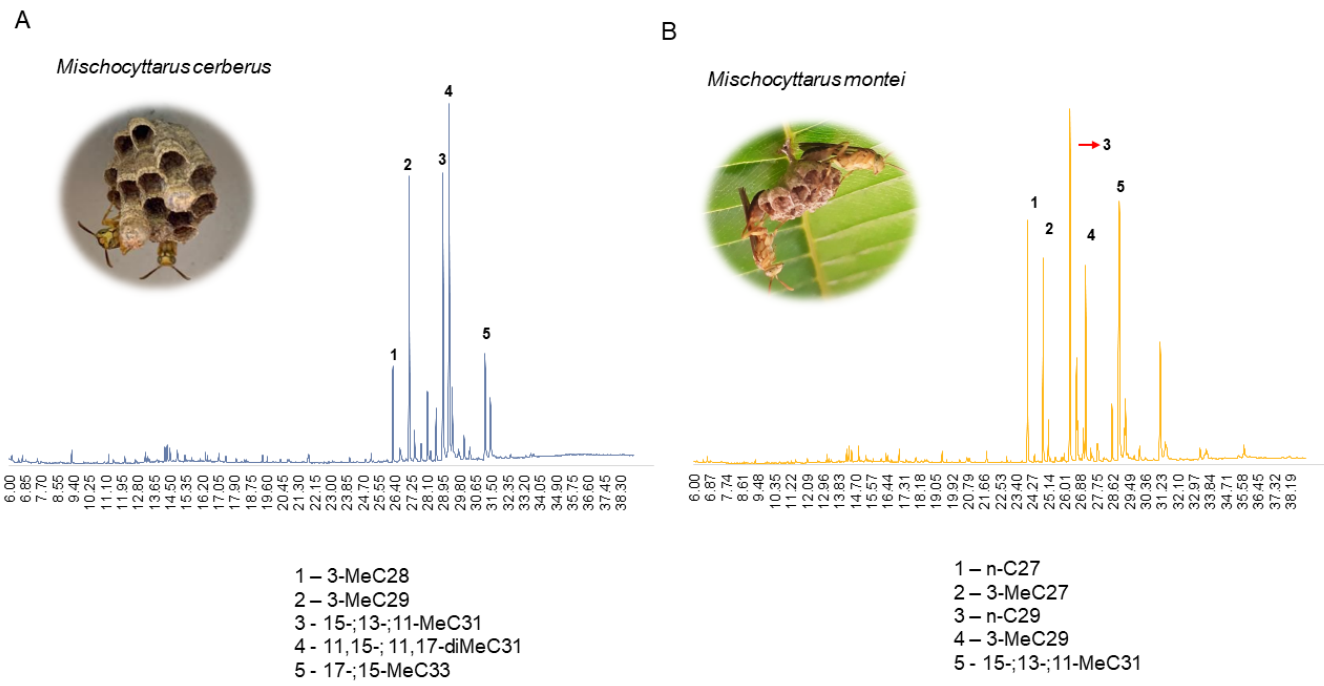 A
Mischocyttarus cerberus
4
3
2
5
1
6.00 6.85 7.70 8.55 9.40 10.25 11.10 11.95 12.80 13.65 14.50 15.35 16.20 17.05 17.90 18.75 19.60 20.45 21.30 22.15 23.00 23.85 24.70 25.55 26.40 27.25 28.10 28.95 29.80 30.65 31.50 32.35 33.20 34.05 34.90 35.75 36.60 37.45 38.30
1 – 3-MeC28
2 – 3-MeC29
3 - 15-;13-;11-MeC31
4 - 11,15-; 11,17-diMeC31
5 - 17-;15-MeC33
B
Mischocyttarus montei
3
5
1
2
4
6.00 6.87 7.74 8.61 9.48 10.35 11.22 12.09 12.96 13.83 14.70 15.57 16.44 17.31 18.18 19.05 19.92 20.79 21.66 22.53 23.40 24.27 25.14 26.01 26.88 27.75 28.62 29.49 30.36 31.23 32.10 32.97 33.84 34.71 35.58 36.45 37.32 38.19
1 – n-C27
2 – 3-MeC27
3 – n-C29
4 – 3-MeC29
5 - 15-;13-;11-MeC31